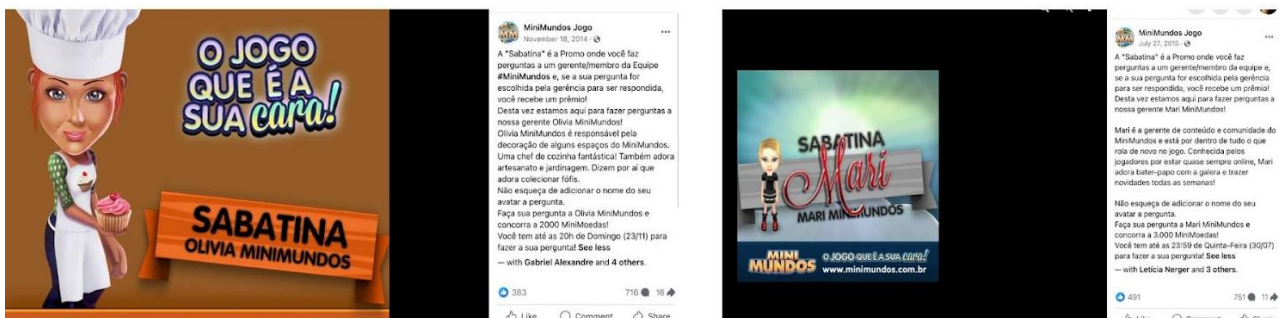 O JOGO
QUE É A
SUA cara!
SABATINA
OLIVIA MINIMUNDOS
MiniMundos Jogo
November 18, 2014
A "Sabatina" é a Promo onde você faz
perguntas a um gerente/membro da Equipe
#MiniMundos e, se a sua pergunta for
escolhida pela gerência para ser respondida,
você recebe um prêmio!
Desta vez estamos aqui para fazer perguntas a
nossa gerente Olivia MiniMundos!
Olivia MiniMundos é responsável pela
decoração de alguns espaços do MiniMundos.
Uma chef de cozinha fantástica! Também adora
artesanato e jardinagem. Dizem por aí que
adora colecionar fófis.
Não esqueça de adicionar o nome do seu
avatar a pergunta.
Faça sua pergunta a Olivia MiniMundos e
concorra a 2000 MiniMoedas!
Você tem até as 20h de Domingo (23/11) para
fazer a sua pergunta! See less
— with Gabriel Alexandre and 4 others.
383 716 16
Like Comment Share
SABATINA
Mari
MARI MINIMUNDOS
MINI
MUNDOS
O JOGO QUE É A SUA cara!
www.minimundos.com.br
MiniMundos Jogo
July 27, 2015
A "Sabatina" é a Promo onde você faz
perguntas a um gerente/membro da equipe e,
se a sua pergunta for escolhida pela gerência
para ser respondida, você recebe um prêmio!
Desta vez estamos aqui para fazer perguntas a
nossa gerente Mari MiniMundos!
Mari é a gerente de conteúdo e comunidade do
MiniMundos e está por dentro de tudo o que
rola de novo no jogo. Conhecida pelos
jogadores por estar quase sempre online, Mari
adora bater-papo com a galera e trazer
novidades todas as semanas!
Não esqueça de adicionar o nome do seu
avatar a pergunta.
Faça sua pergunta a Mari MiniMundos e
concorra a 3.000 MiniMoedas!
Você tem até as 23:59 de Quinta-Feira (30/07)
para fazer a sua pergunta! See less
— with Letícia Nerger and 3 others.
491 751 11
Like Comment Share